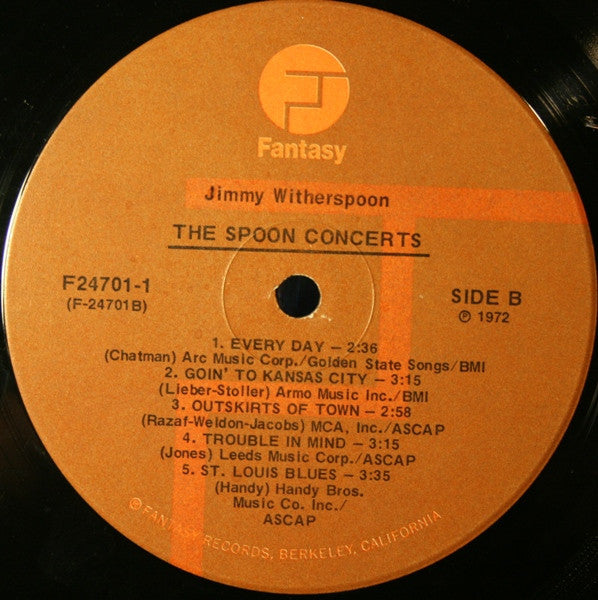 Fantasy
Jimmy Witherspoon
THE SPOON CONCERTS
F24701-1
(F-24701B)
SIDE B
℗ 1972
1. EVERY DAY – 2:36
(Chatman) Arc Music Corp./Golden State Songs/BMI
2. GOIN' TO KANSAS CITY – 3:15
(Lieber-Stoller) Armo Music Inc./BMI
3. OUTSKIRTS OF TOWN – 2:58
(Razaf-Weldon-Jacobs) MCA, Inc./ASCAP
4. TROUBLE IN MIND – 3:15
(Jones) Leeds Music Corp./ASCAP
5. ST. LOUIS BLUES – 3:35
(Handy) Handy Bros.
Music Co. Inc./
ASCAP
©FANTASY RECORDS, BERKELEY, CALIFORNIA